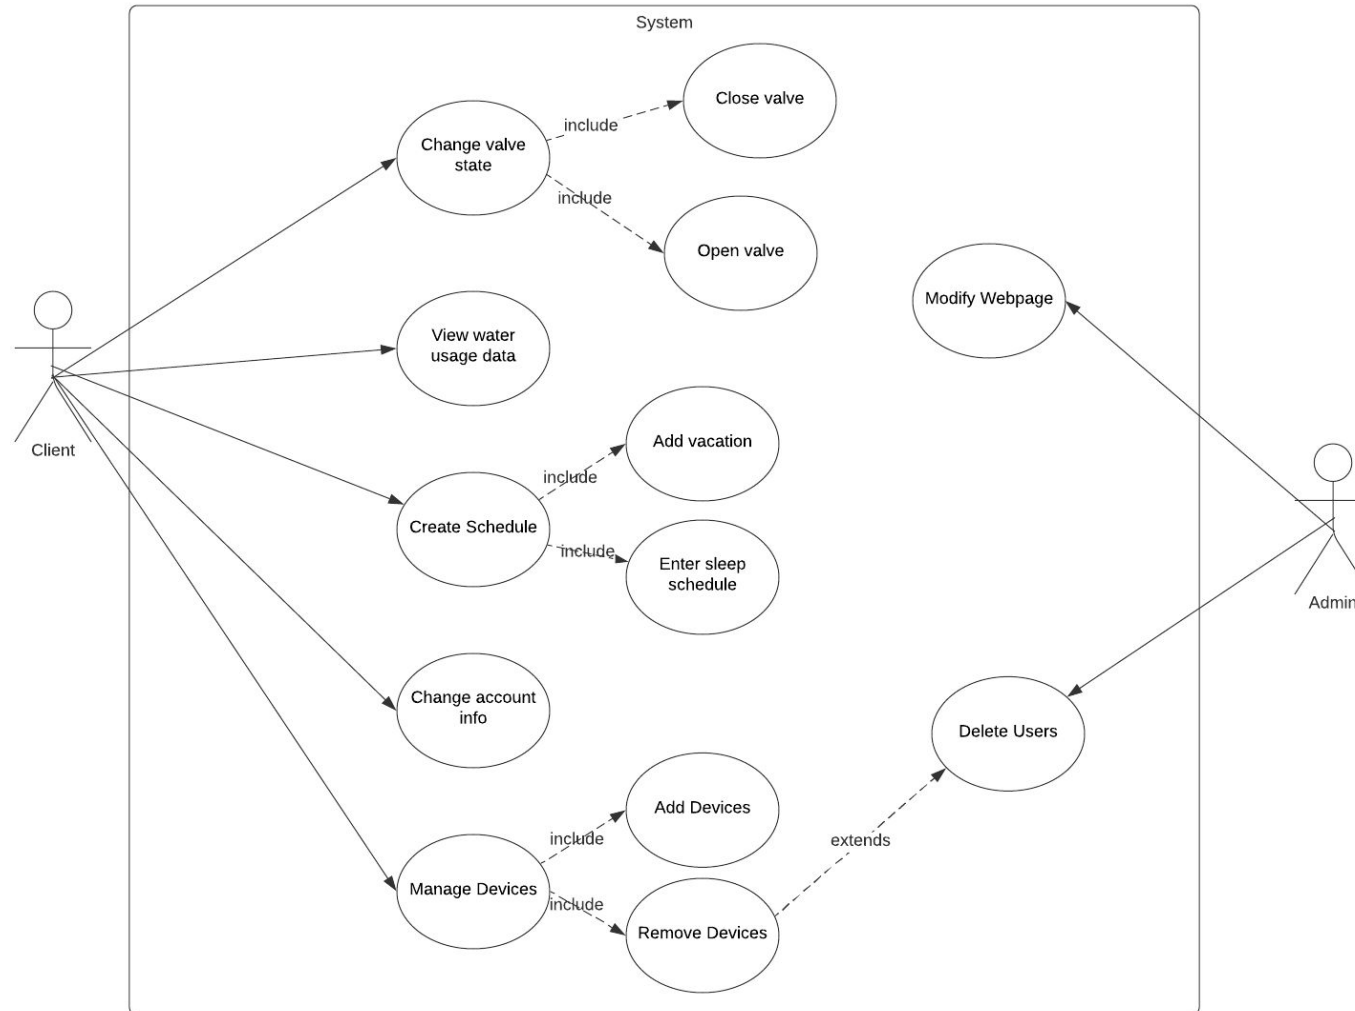 System
Close valve
Change valve
state
include
include
Open valve
Modify Webpage
View water
usage data
Client
Add vacation
include
Create Schedule
include
Enter sleep
schedule
Admin
Change account
info
Delete Users
Add Devices
include
extends
Manage Devices
include
Remove Devices